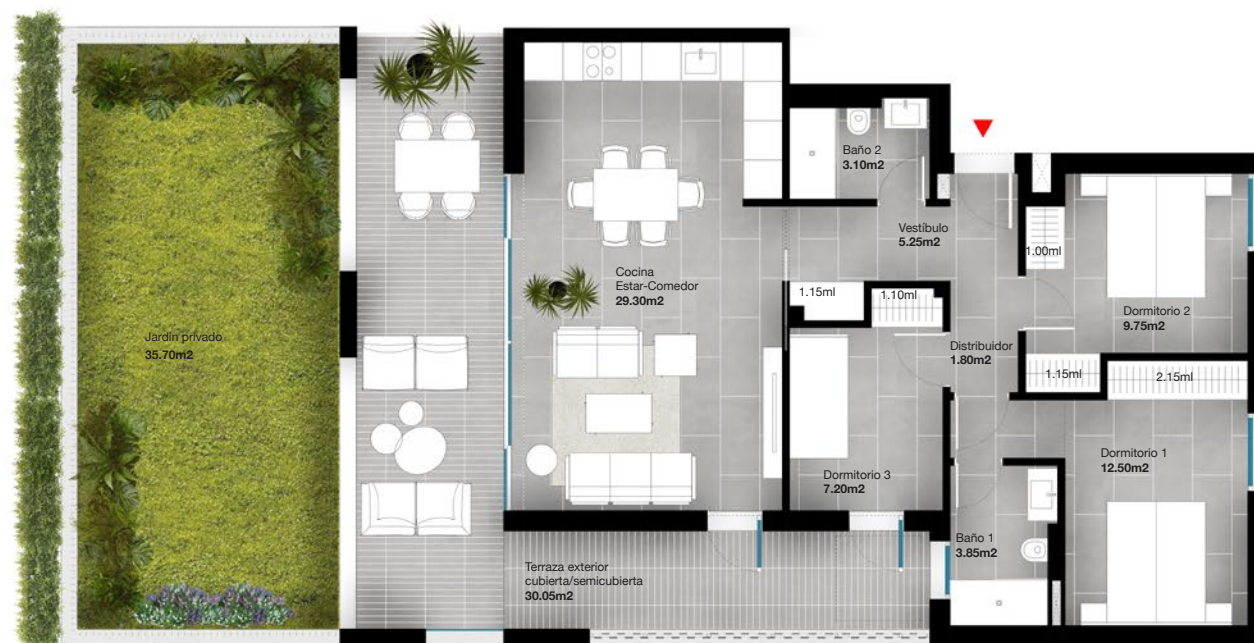 Baño 2
3.10m2
Vestíbulo
5.25m2
1.00ml
Cocina
Estar-Comedor
29.30m2
1.15ml
1.10ml
Dormitorio 2
9.75m2
Jardín privado
35.70m2
Distribuidor
1.80m2
1.15ml
2.15ml
Dormitorio 3
7.20m2
Dormitorio 1
12.50m2
Baño 1
3.85m2
Terraza exterior
cubierta/semicubierta
30.05m2